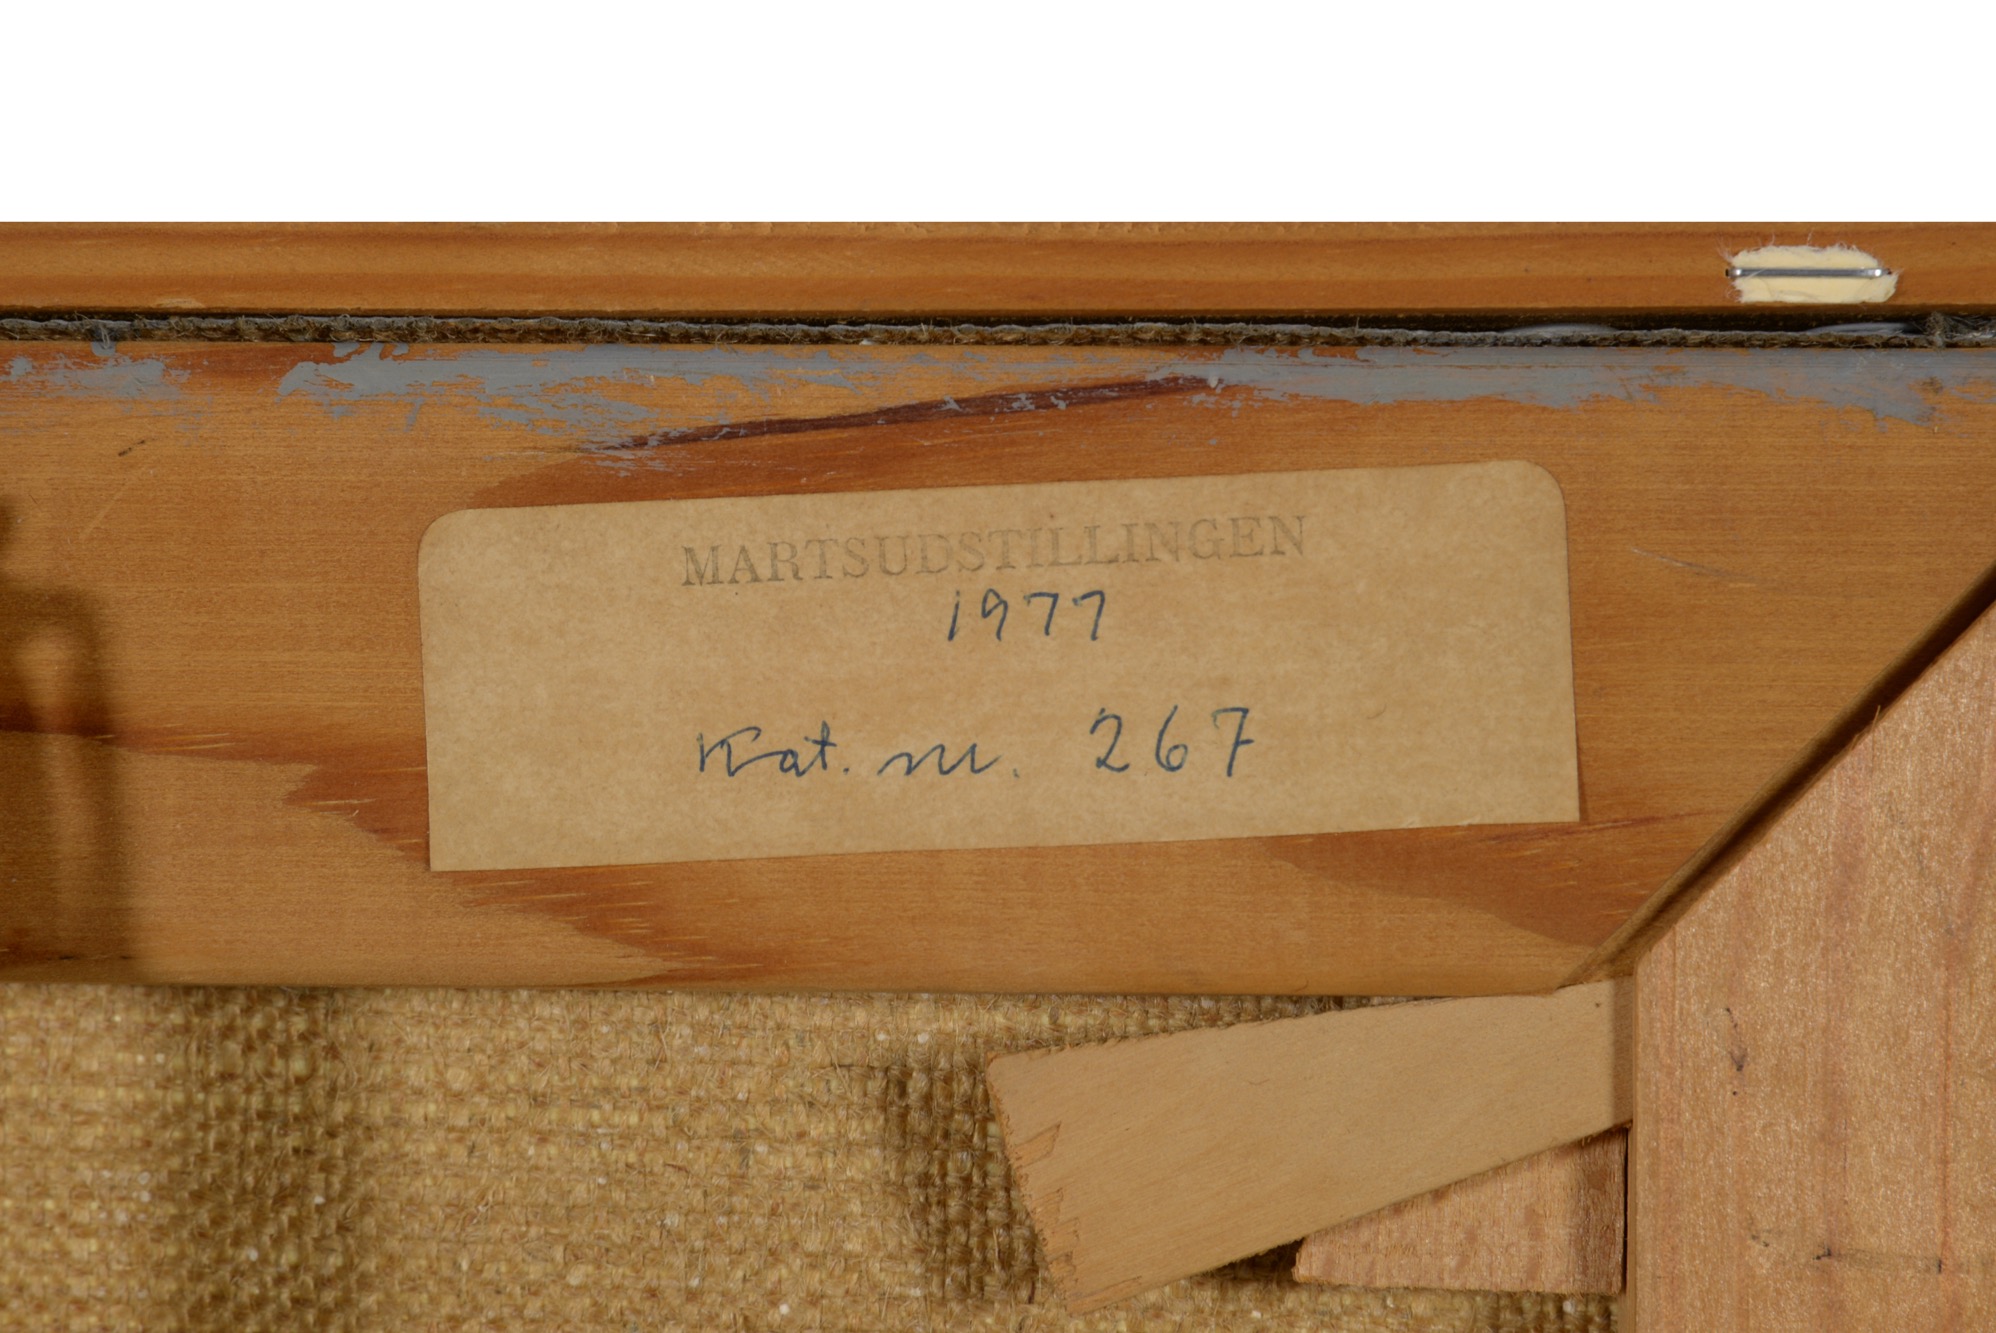 MARTSUDSTILLINGEN
1977
Kat. nr. 267